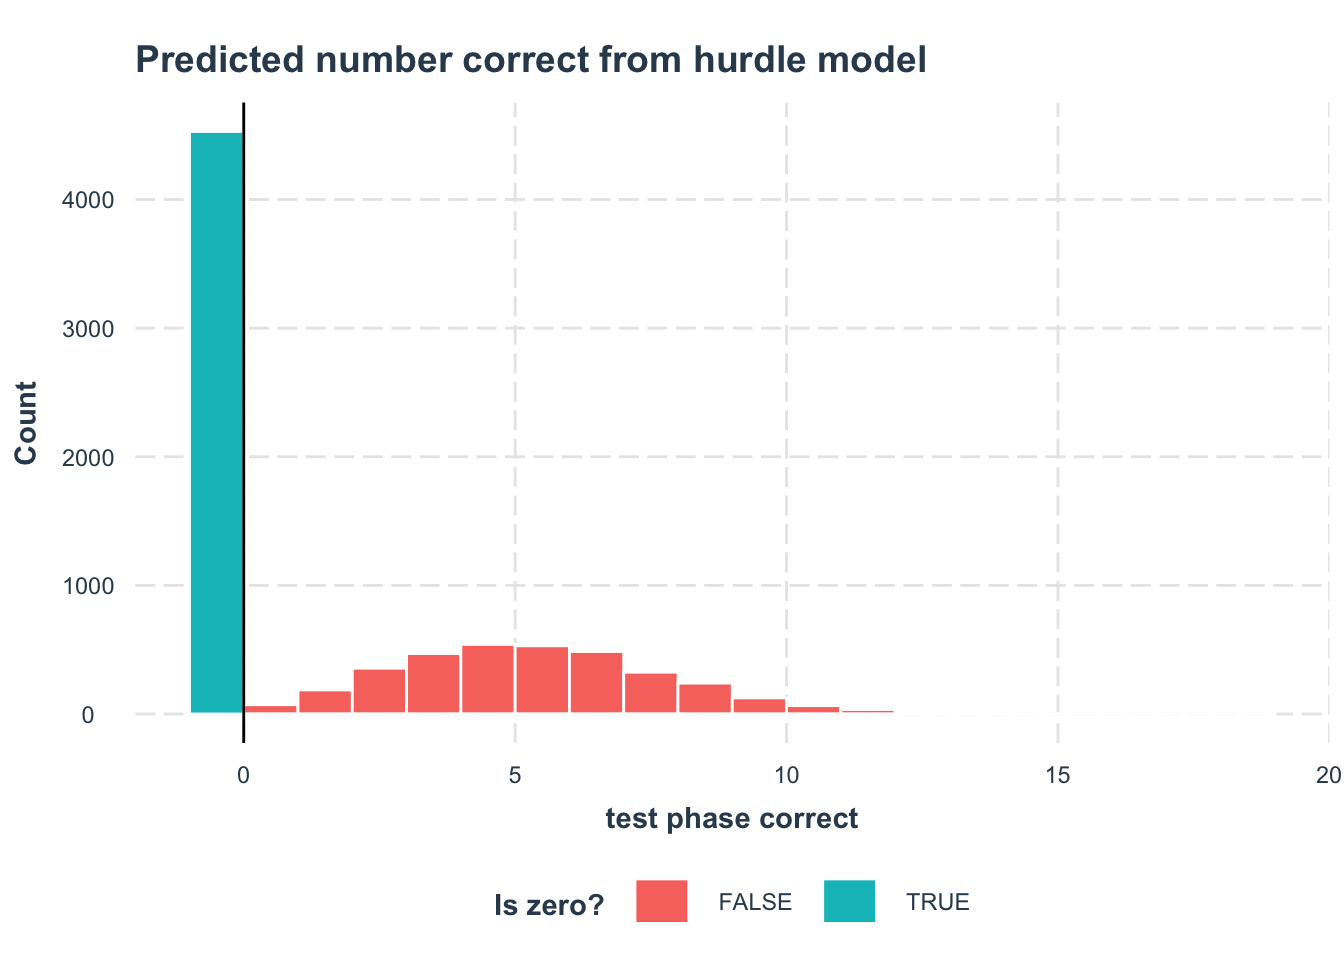 Predicted number correct from hurdle model
Count
4000
3000
2000
1000
0
0 5 10 15 20
test phase correct
Is zero? FALSE TRUE